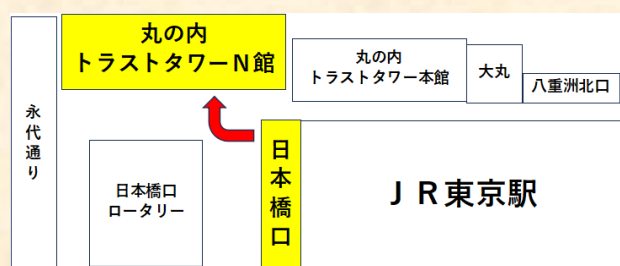 丸の内
トラストタワーN館
丸の内
トラストタワー本館
大丸
八重洲北口
永代通り
日本橋口
ロータリー
日本橋口
JR東京駅